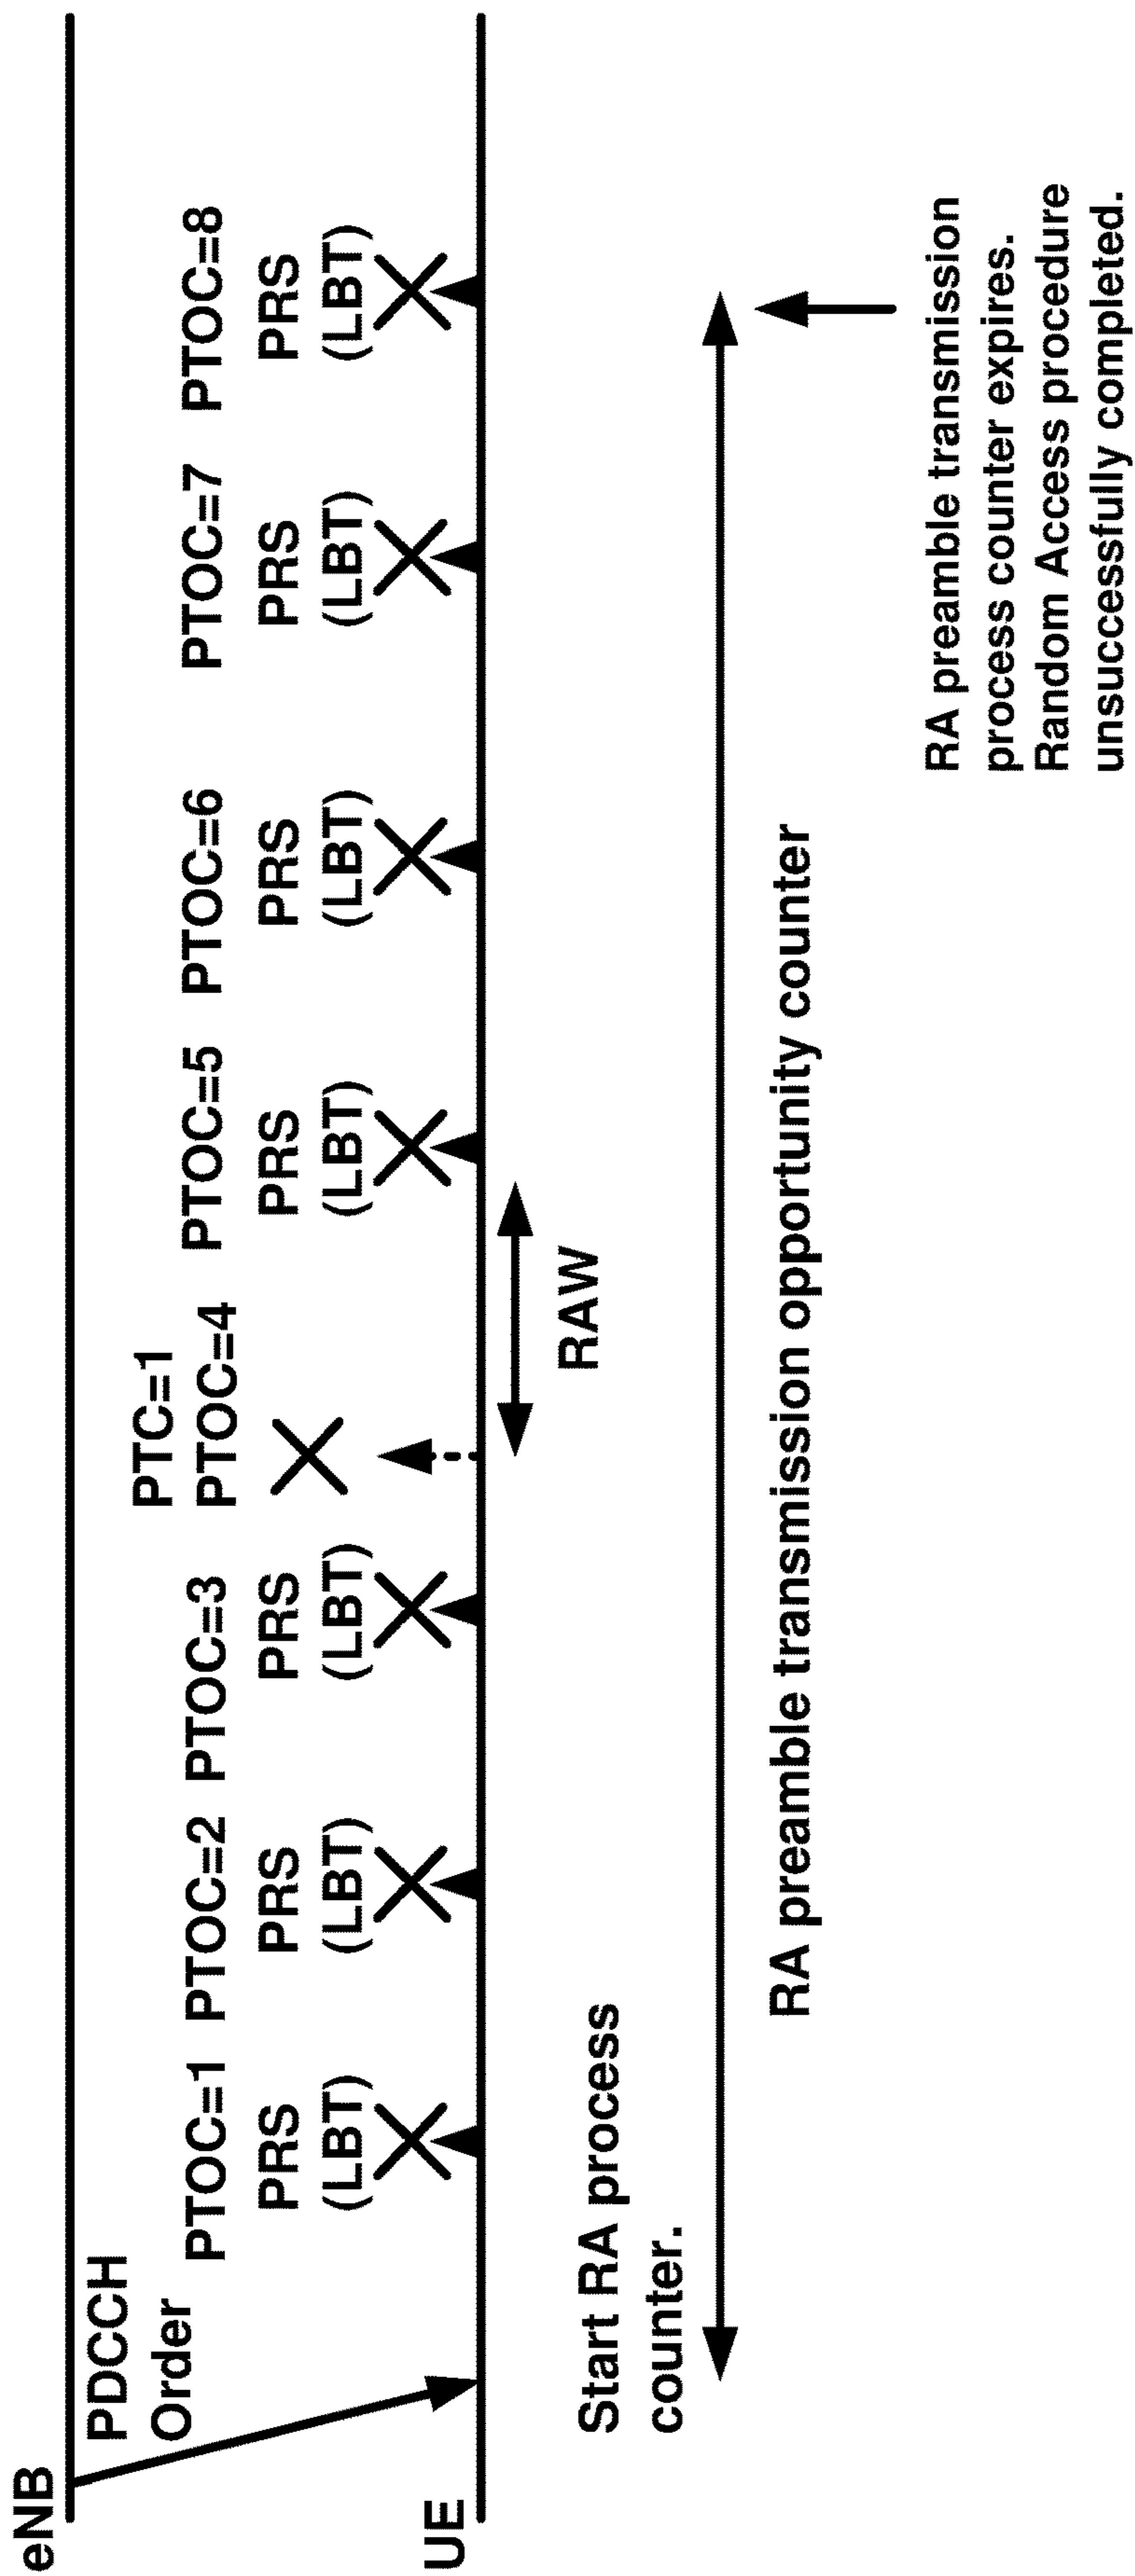 eNB
PDCCH
Order
PTOC=1
PRS
(LBT)
PTOC=2
PRS
(LBT)
PTOC=3
PRS
(LBT)
PTC=1
PTOC=4
PTOC=5
PRS
(LBT)
PTOC=6
PRS
(LBT)
PTOC=7
PRS
(LBT)
PTOC=8
PRS
(LBT)
UE
RAW
Start RA process
counter.
RA preamble transmission opportunity counter
RA preamble transmission
process counter expires.
Random Access procedure
unsuccessfully completed.